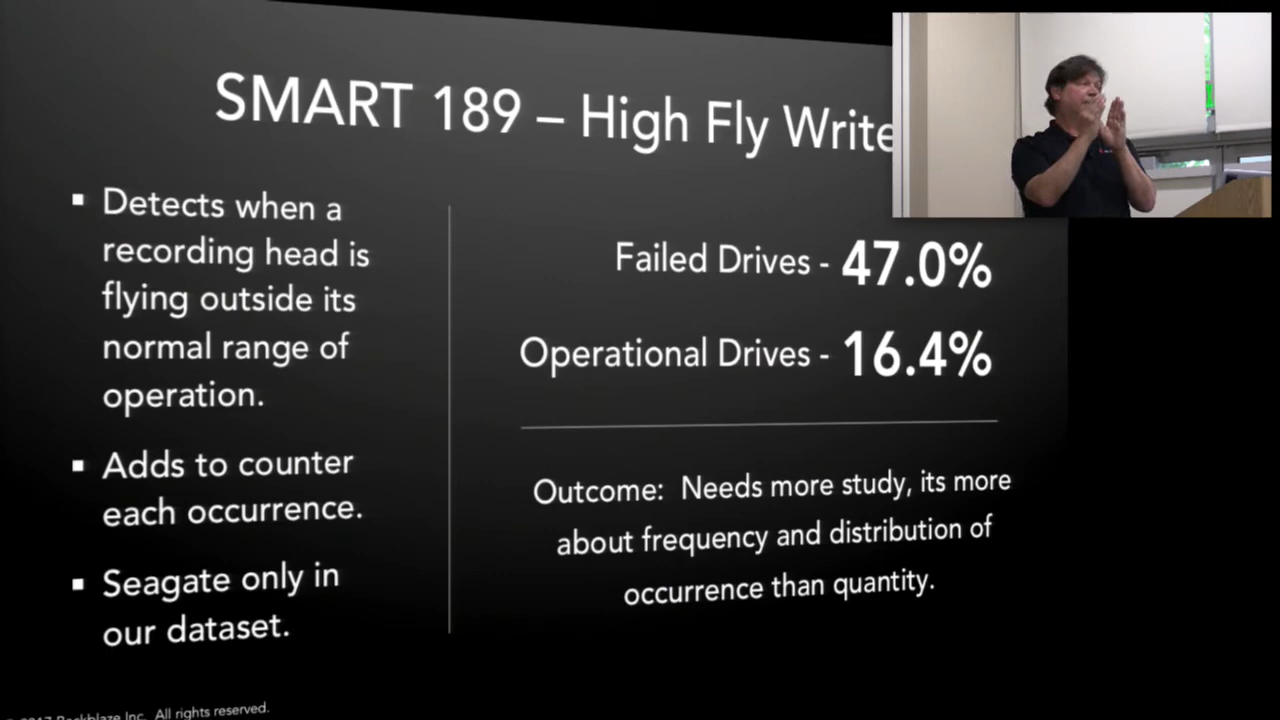 SMART 189 – High Fly Write
▪ Detects when a
recording head is
flying outside its
normal range of
operation.
▪ Adds to counter
each occurrence.
▪ Seagate only in
our dataset.
Failed Drives - 47.0%
Operational Drives - 16.4%
Outcome: Needs more study, its more
about frequency and distribution of
occurrence than quantity.
2017 Backblaze Inc. All rights reserved.